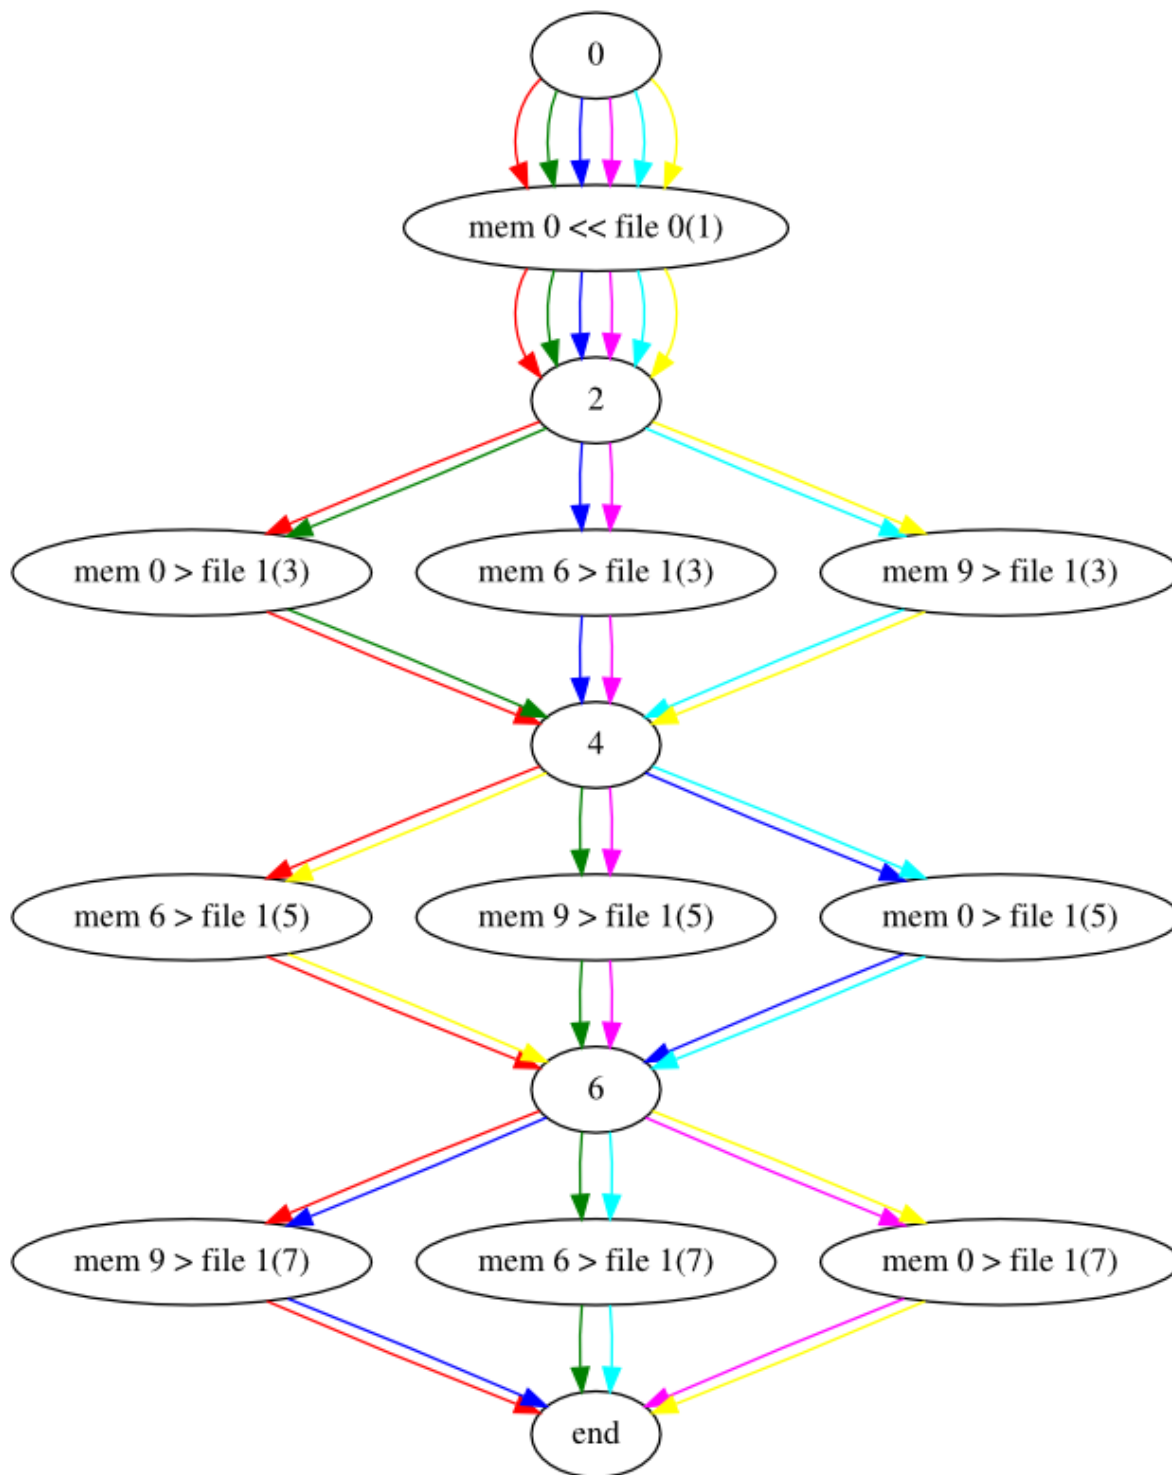 0
mem 0 << file 0(1)
2
mem 0 > file 1(3)
mem 6 > file 1(3)
mem 9 > file 1(3)
4
mem 6 > file 1(5)
mem 9 > file 1(5)
mem 0 > file 1(5)
6
mem 9 > file 1(7)
mem 6 > file 1(7)
mem 0 > file 1(7)
end